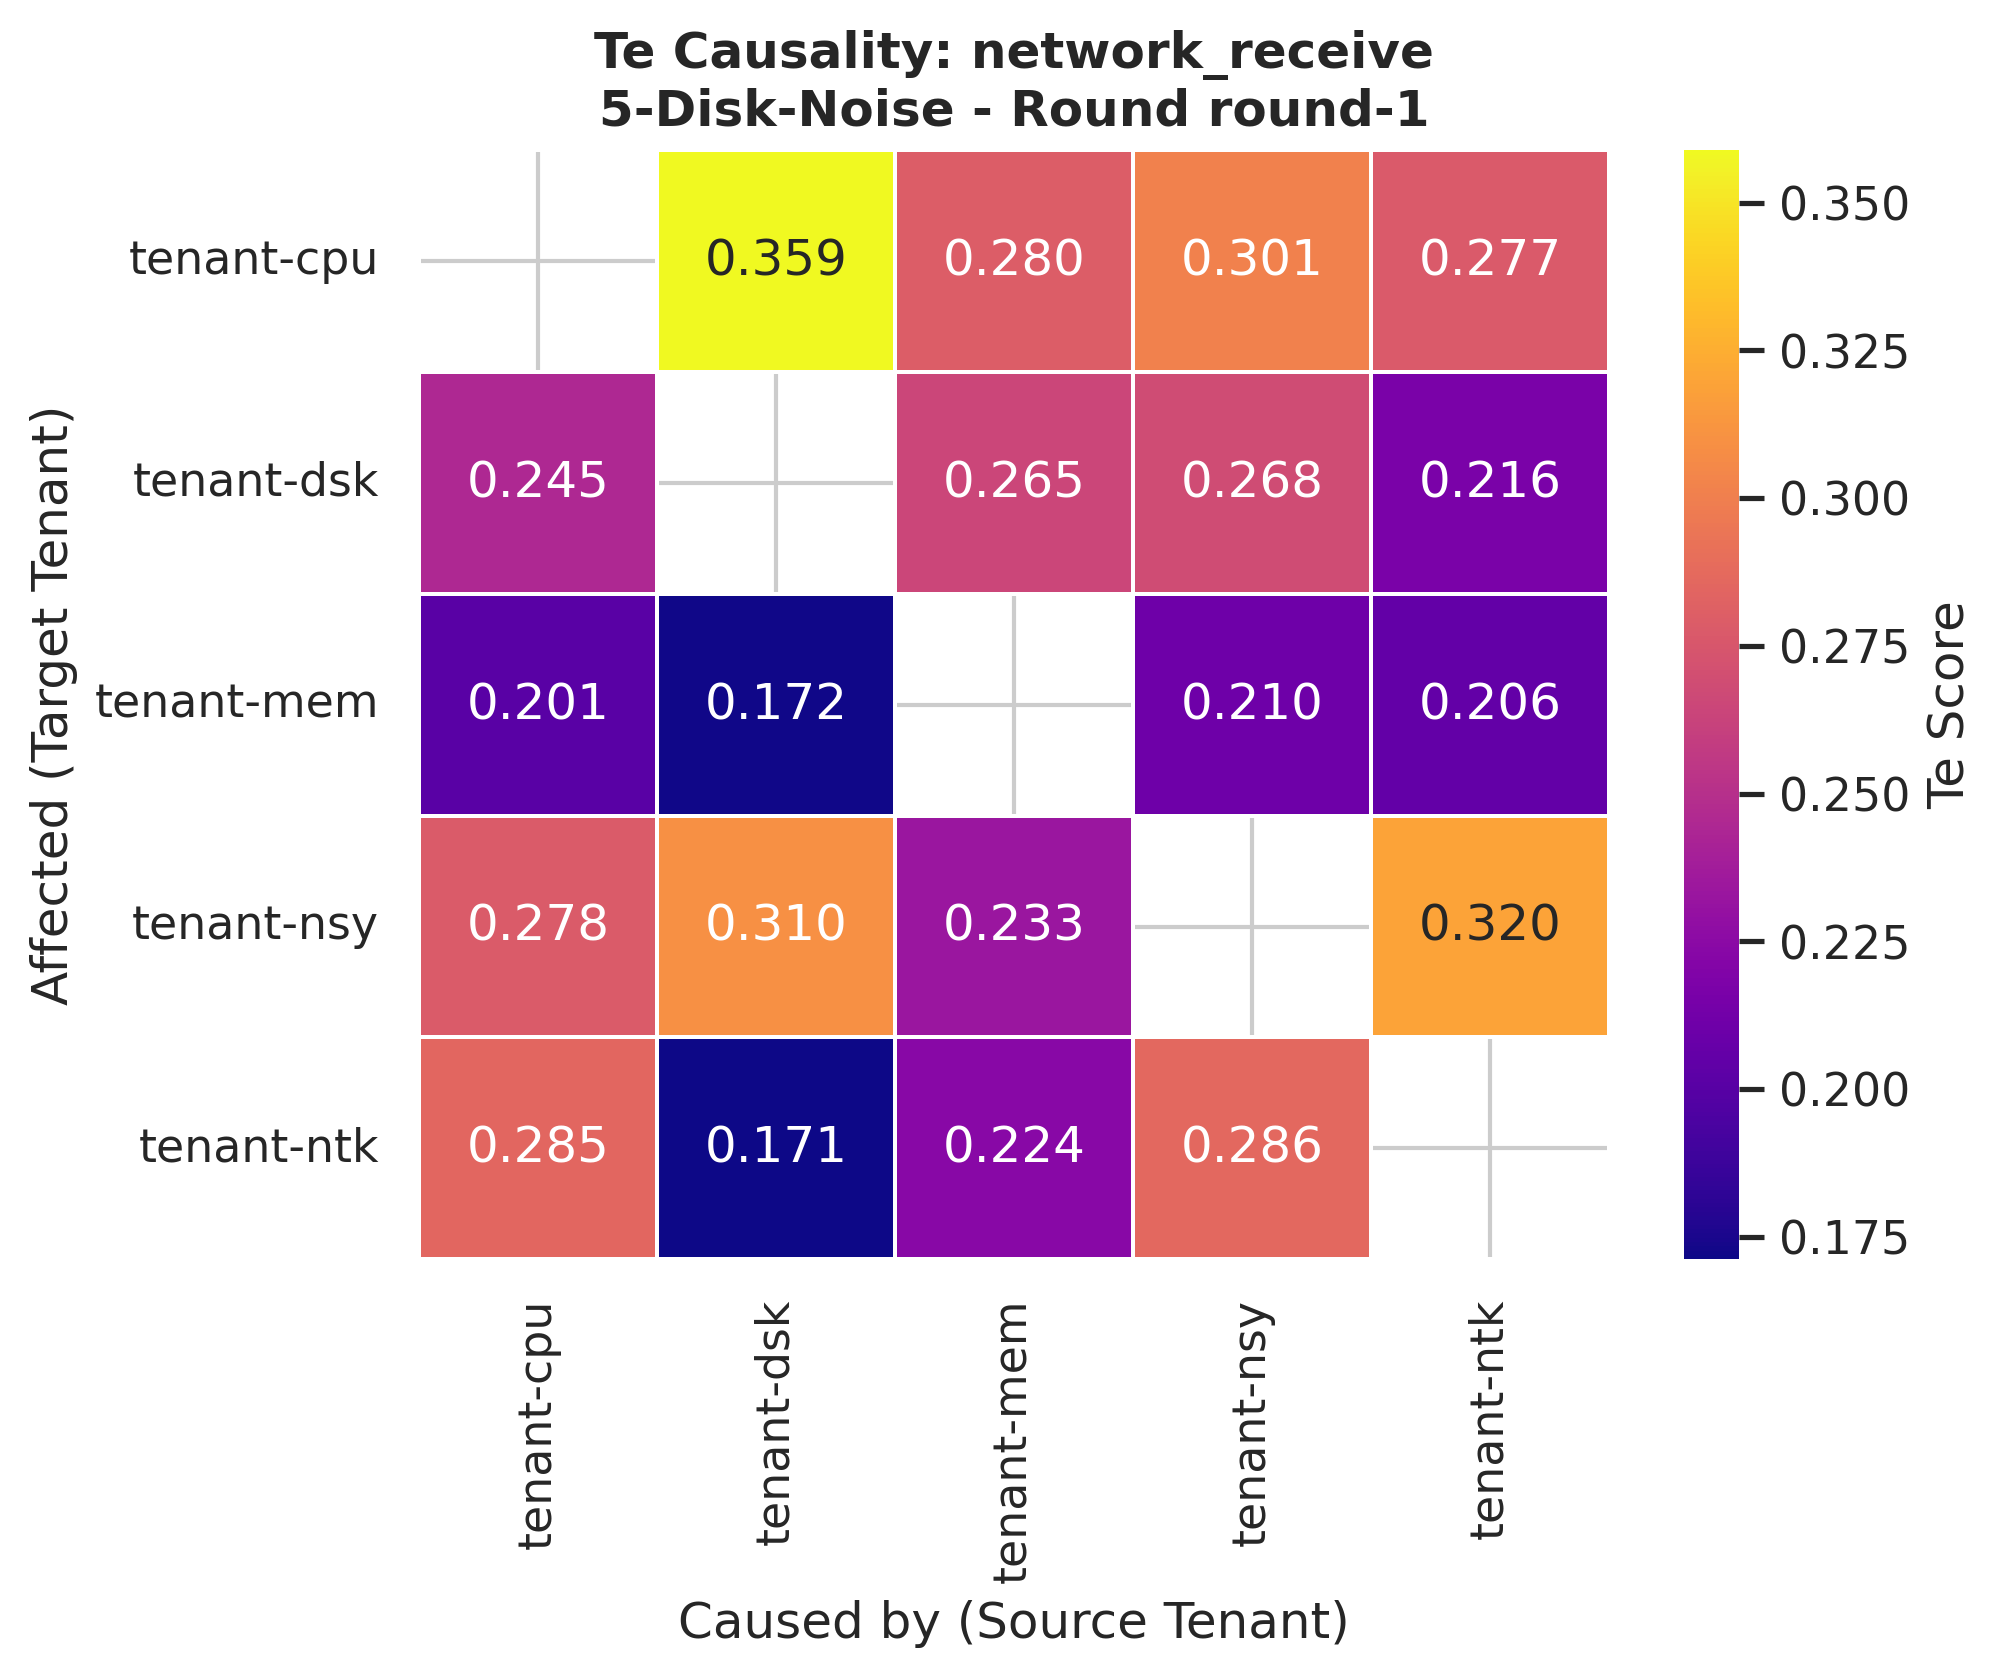 Te Causality: network_receive
5-Disk-Noise - Round round-1
tenant-cpu
0.359
0.280
0.301
0.277
tenant-dsk
0.245
0.265
0.268
0.216
tenant-mem
0.201
0.172
0.210
0.206
tenant-nsy
0.278
0.310
0.233
0.320
tenant-ntk
0.285
0.171
0.224
0.286
Affected (Target Tenant)
tenant-cpu
tenant-dsk
tenant-mem
tenant-nsy
tenant-ntk
Caused by (Source Tenant)
0.350
0.325
0.300
0.275
0.250
0.225
0.200
0.175
Te Score